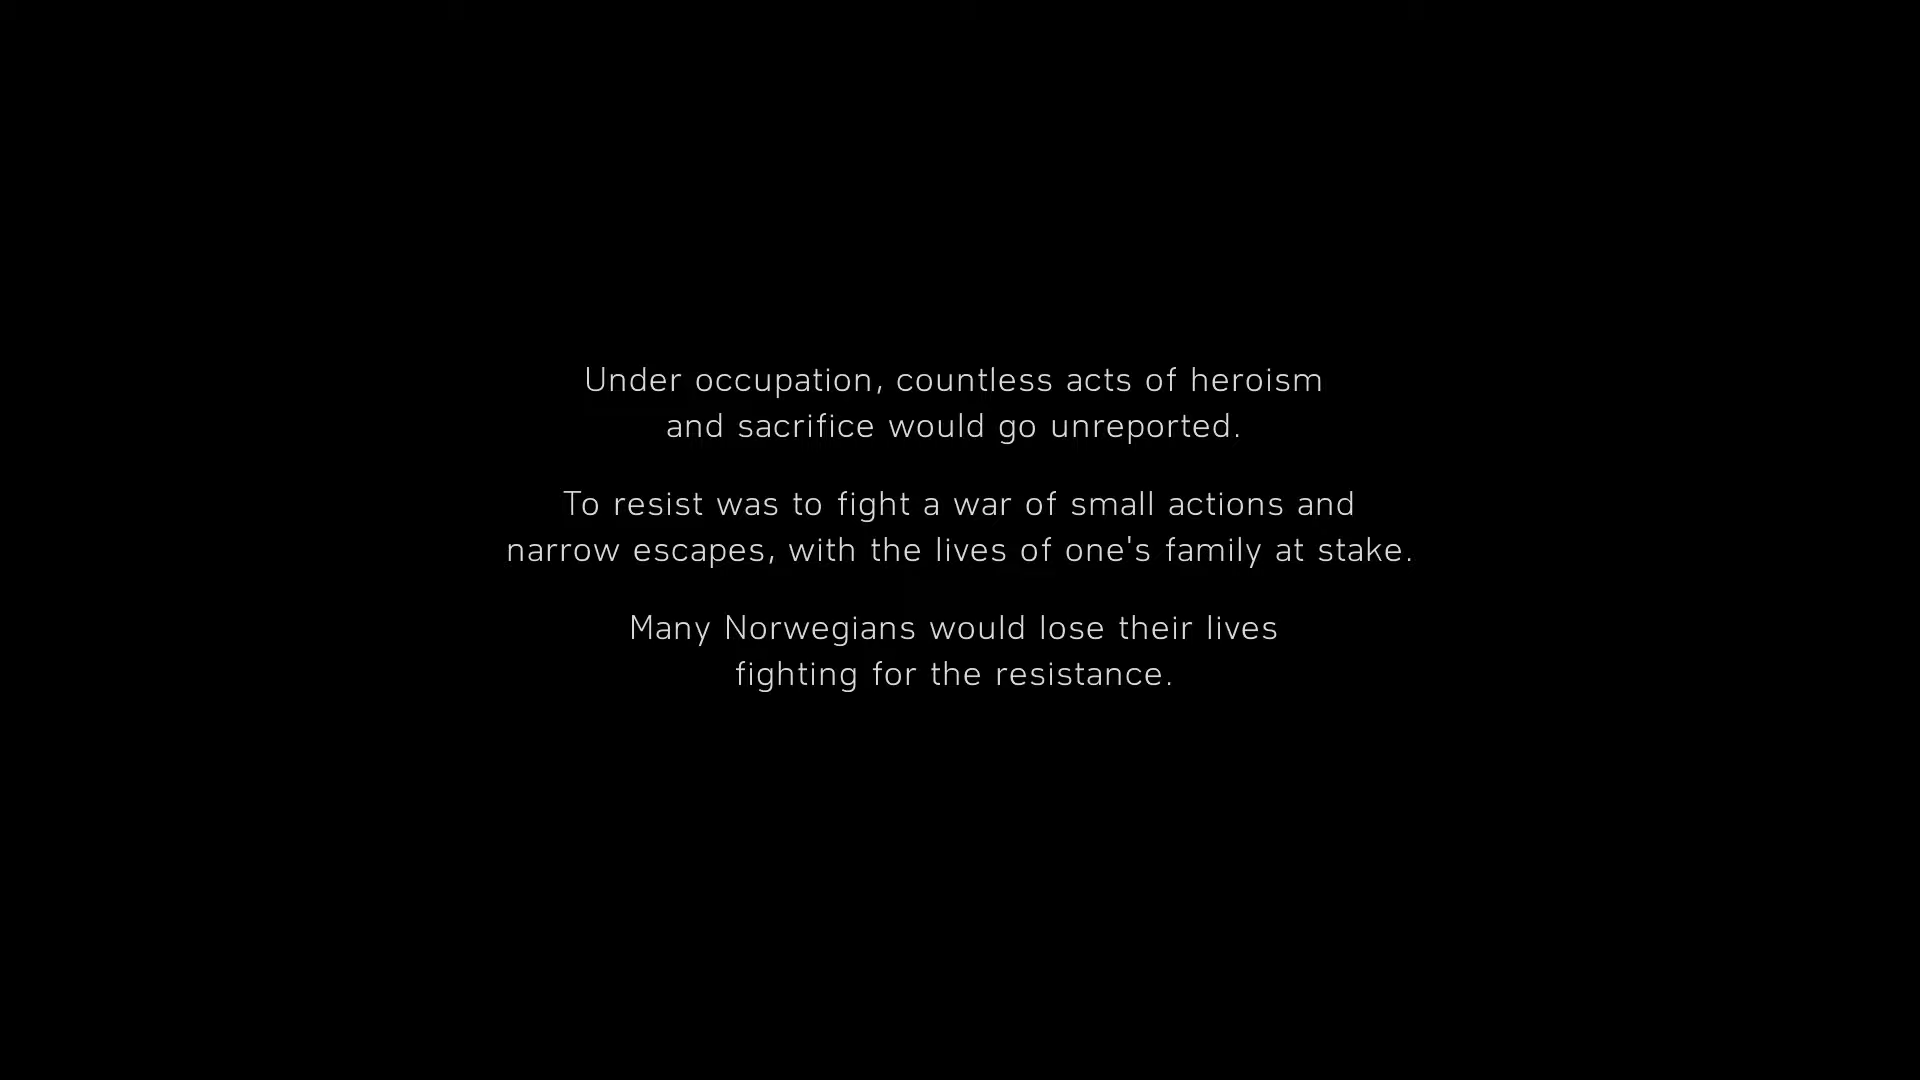 Under occupation, countless acts of heroism
and sacrifice would go unreported.
To resist was to fight a war of small actions and
narrow escapes, with the lives of one's family at stake.
Many Norwegians would lose their lives
fighting for the resistance.